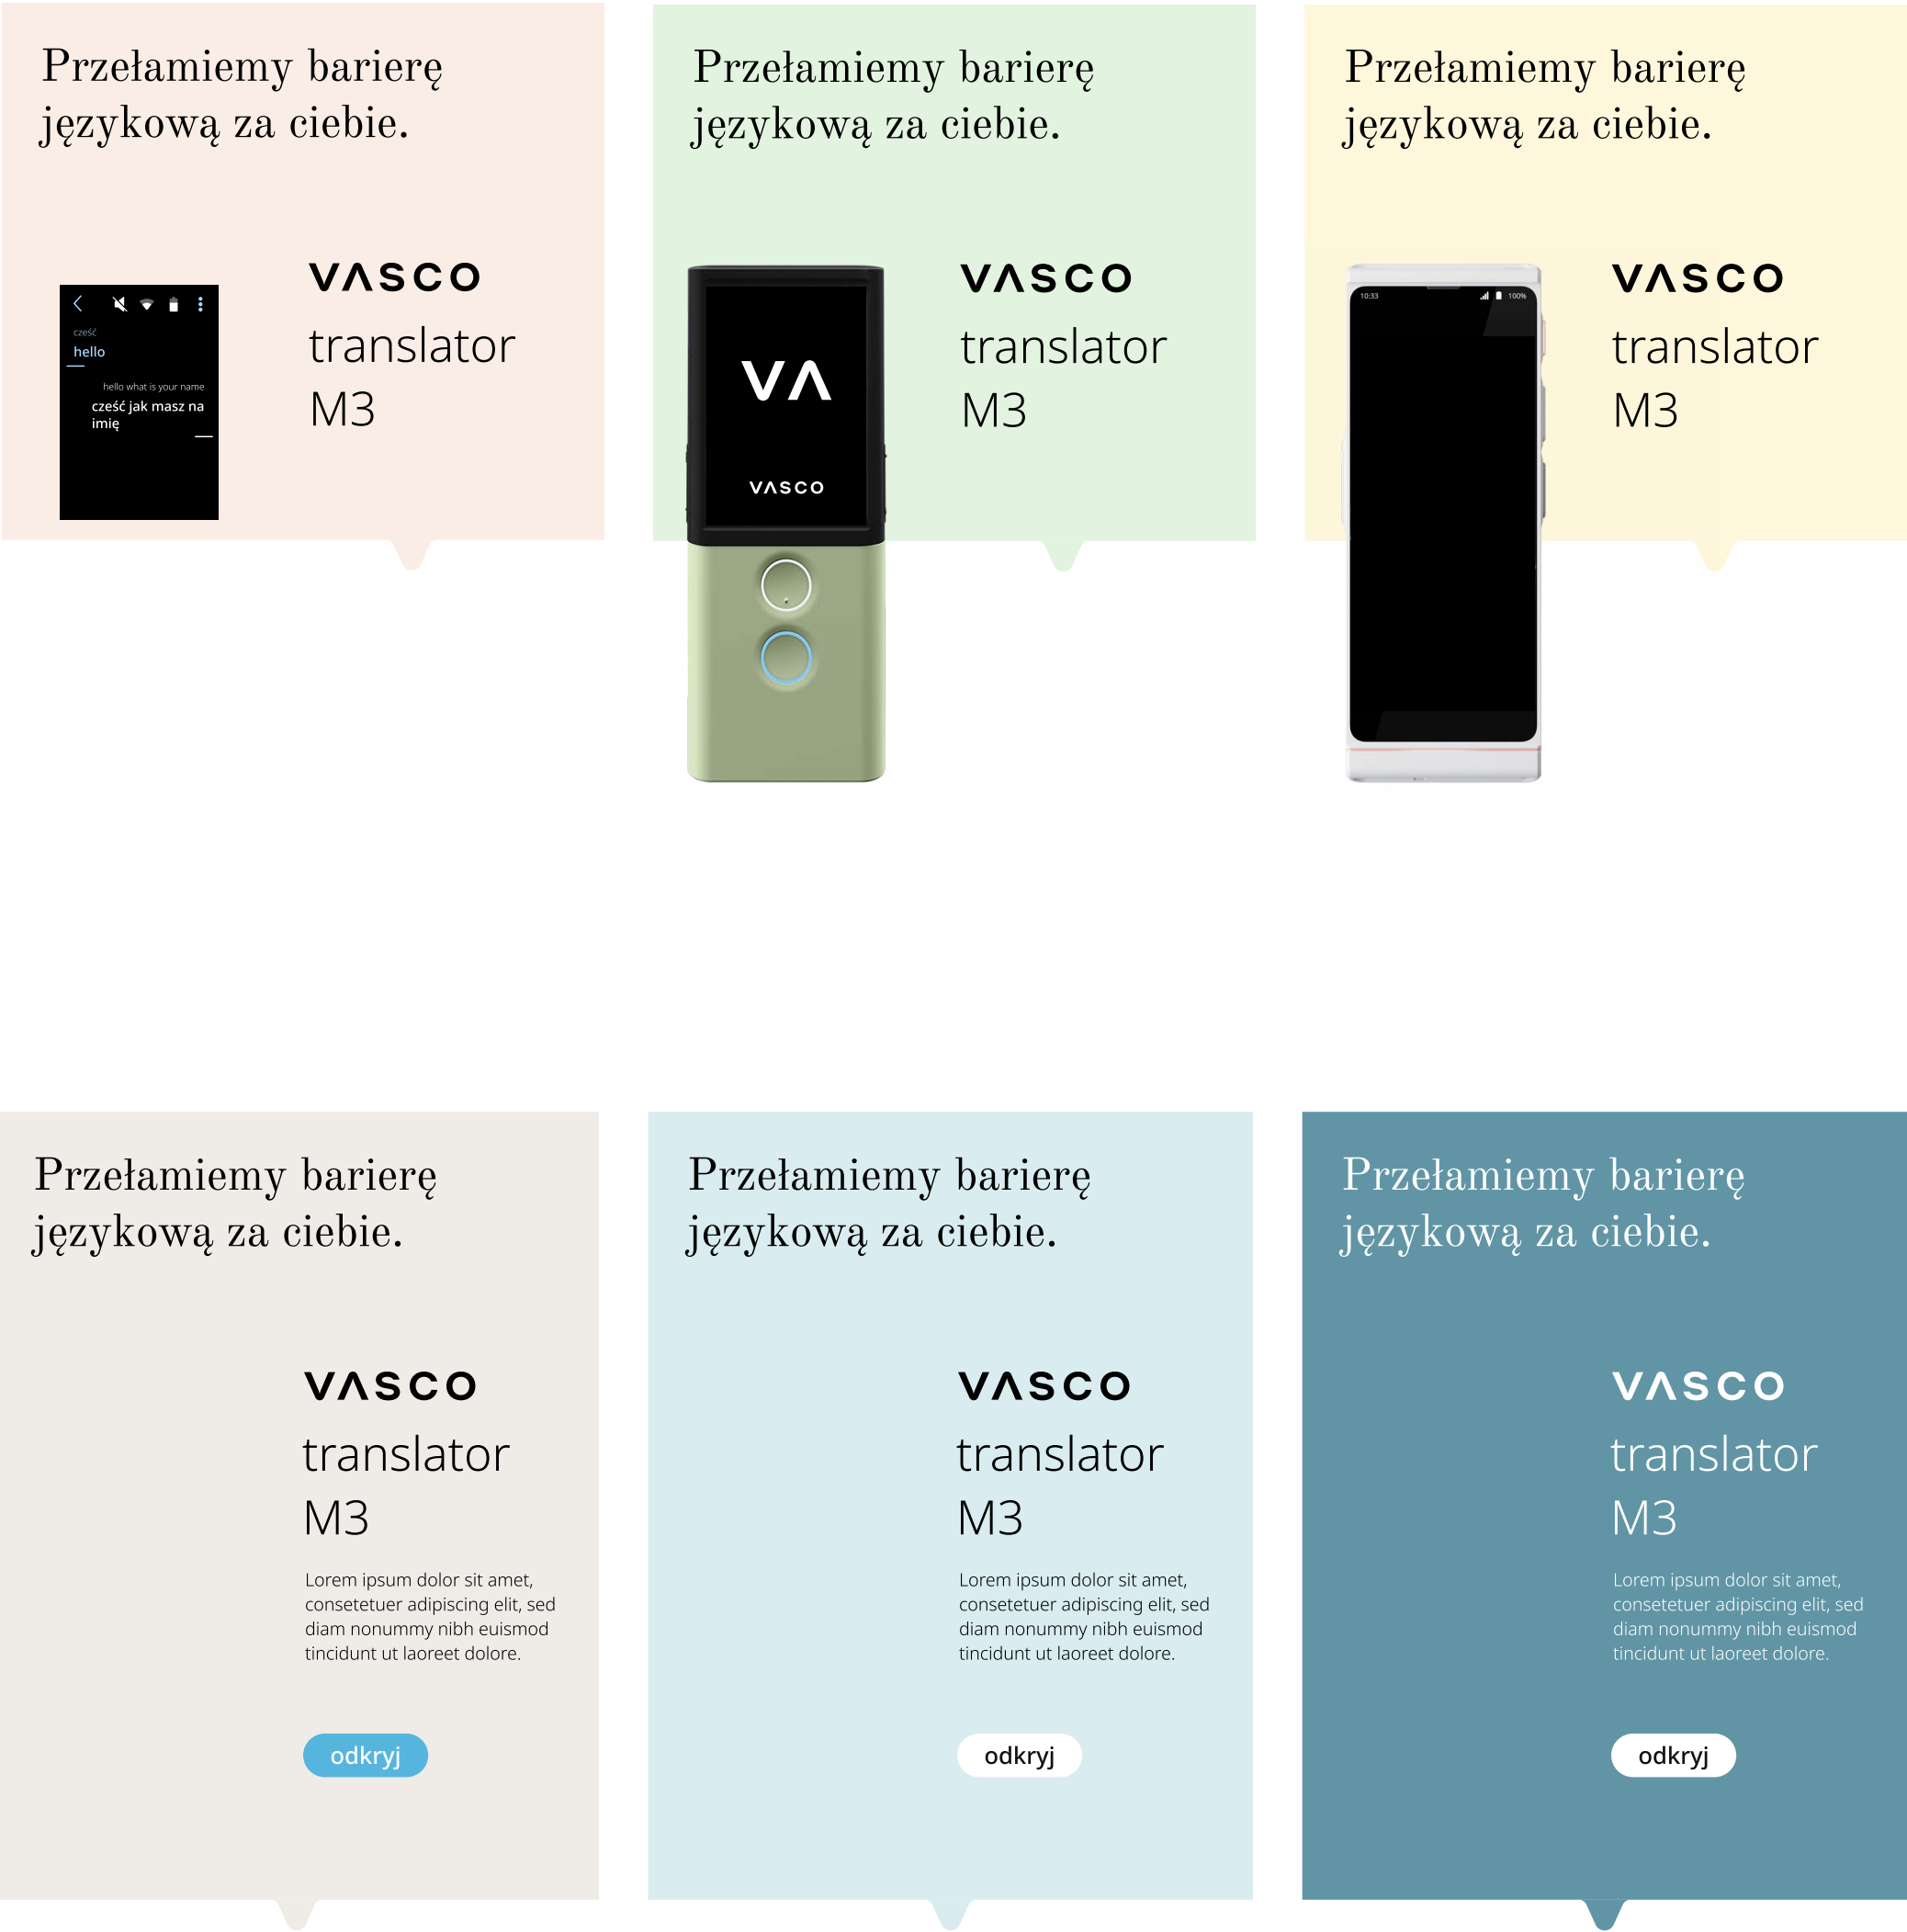 Przełamiemy barierę
językową za ciebie.
VASCO
translator
M3
cześć
hello
hello what is your name
cześć jak masz na
imię
Przełamiemy barierę
językową za ciebie.
VASCO
translator
M3
VA
VASCO
Przełamiemy barierę
językową za ciebie.
VASCO
translator
M3
10:33
100%
Przełamiemy barierę
językową za ciebie.
VASCO
translator
M3
Lorem ipsum dolor sit amet,
consetetuer adipiscing elit, sed
diam nonummy nibh euismod
tincidunt ut laoreet dolore.
odkryj
Przełamiemy barierę
językową za ciebie.
VASCO
translator
M3
Lorem ipsum dolor sit amet,
consetetuer adipiscing elit, sed
diam nonummy nibh euismod
tincidunt ut laoreet dolore.
odkryj
Przełamiemy barierę
językową za ciebie.
VASCO
translator
M3
Lorem ipsum dolor sit amet,
consetetuer adipiscing elit, sed
diam nonummy nibh euismod
tincidunt ut laoreet dolore.
odkryj